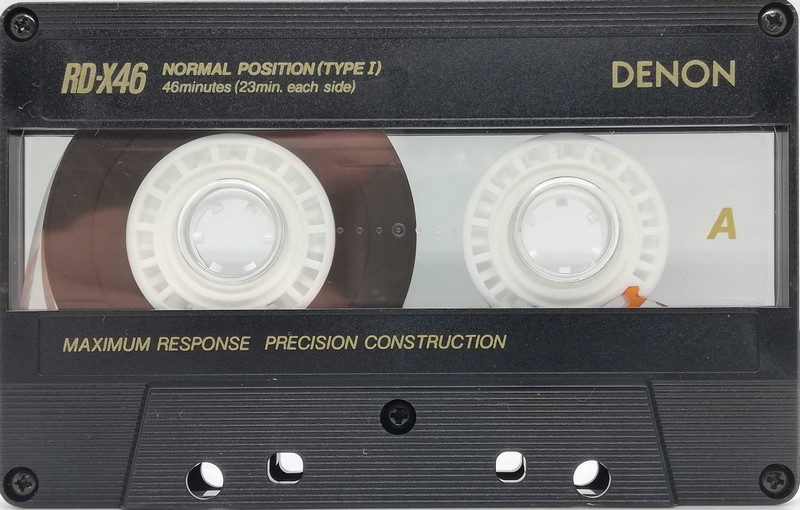 RD-X46 NORMAL POSITION (TYPE I)
46minutes (23min. each side)
DENON
A
MAXIMUM RESPONSE PRECISION CONSTRUCTION